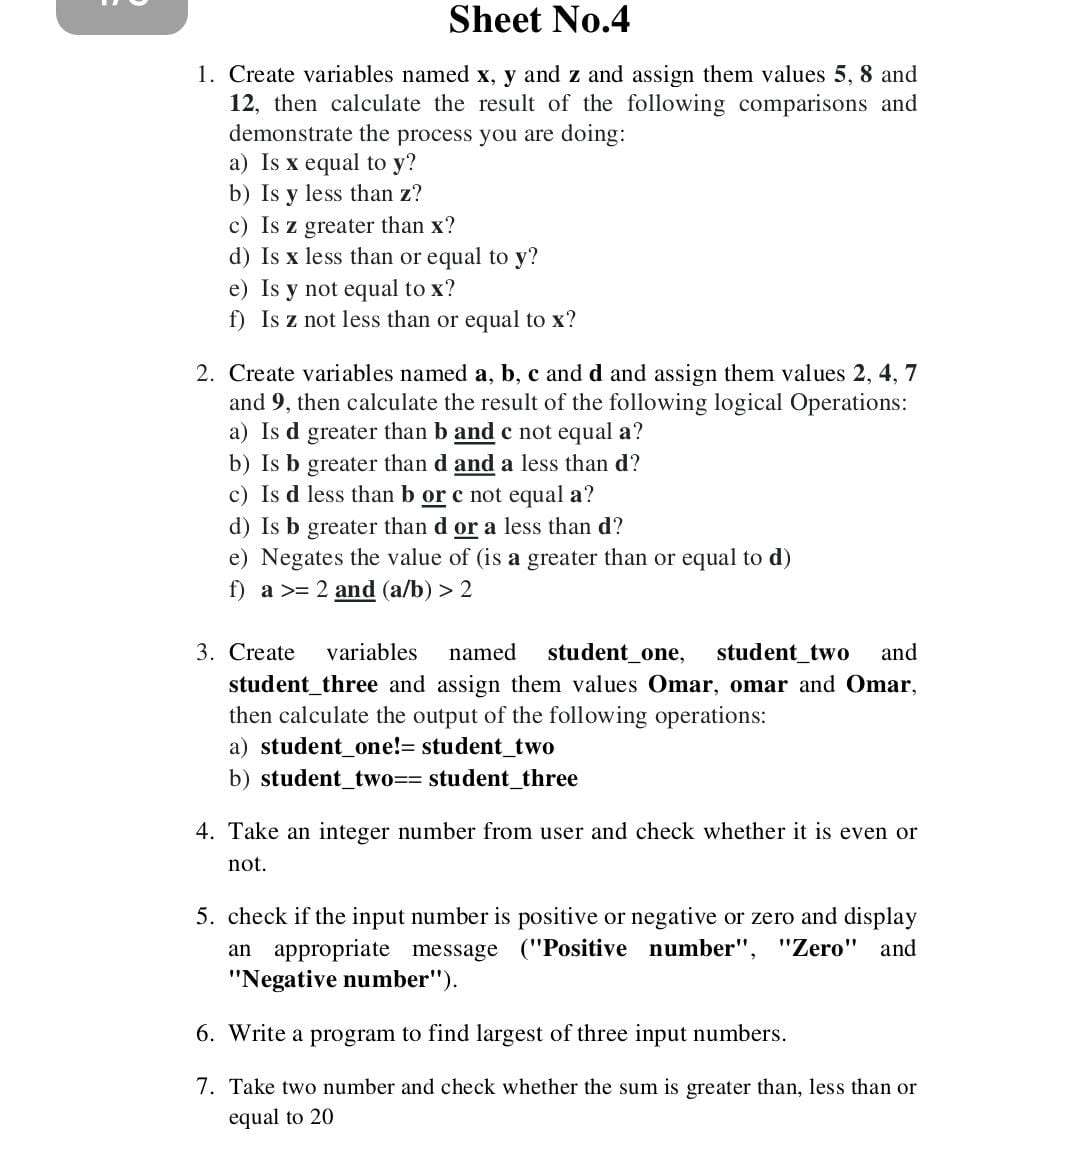 Sheet No.4
1. Create variables named x, y and z and assign them values 5, 8 and
12, then calculate the result of the following comparisons and
demonstrate the process you are doing:
a) Is x equal to y?
b) Is y less than z?
c) Is z greater than x?
d) Is x less than or equal to y?
e) Is y not equal to x?
f) Is z not less than or equal to x?
2. Create variables named a, b, c and d and assign them values 2, 4, 7
and 9, then calculate the result of the following logical Operations:
a) Is d greater than b and c not equal a?
b) Is b greater than d and a less than d?
c) Is d less than b or c not equal a?
d) Is b greater than d or a less than d?
e) Negates the value of (is a greater than or equal to d)
f) a >= 2 and (a/b) > 2
3. Create variables named student_one, student_two and
student_three and assign them values Omar, omar and Omar,
then calculate the output of the following operations:
a) student_one!= student_two
b) student_two== student_three
4. Take an integer number from user and check whether it is even or
not.
5. check if the input number is positive or negative or zero and display
an appropriate message ("Positive number", "Zero" and
"Negative number").
6. Write a program to find largest of three input numbers.
7. Take two number and check whether the sum is greater than, less than or
equal to 20